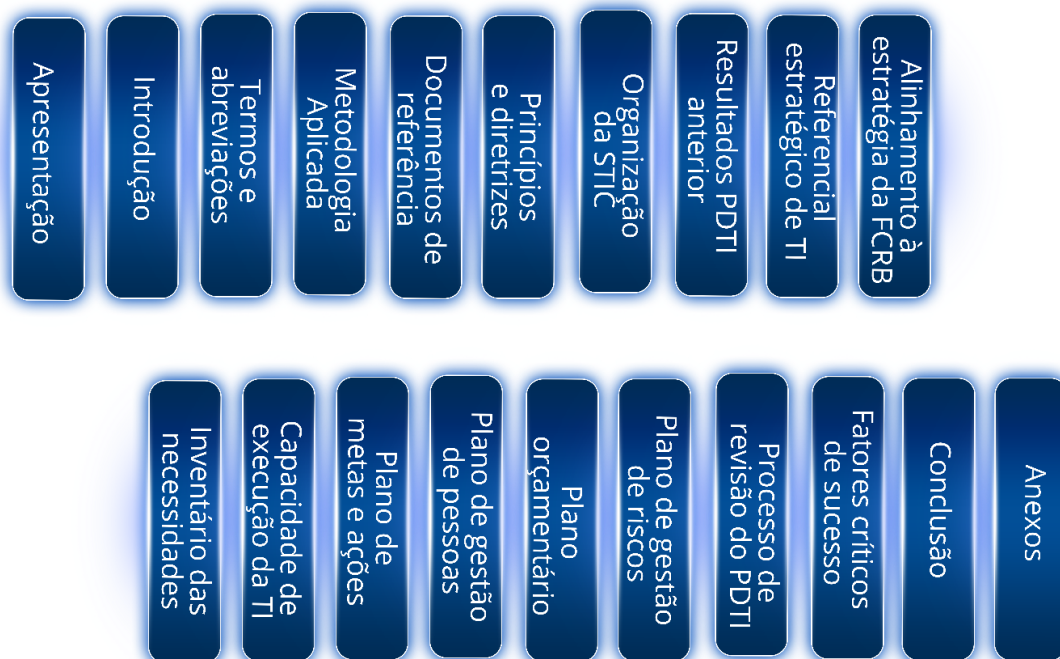 Apresentação
Introdução
Termos e
abreviações
Metodologia
Aplicada
Documentos de
referência
Princípios
e diretrizes
Organização
da STIC
Resultados PDTI
anterior
Referencial
estratégico de TI
Alinhamento à
estratégia da FCRB
Inventário das
necessidades
Capacidade de
execução da TI
Plano de
metas e ações
Plano de gestão
de pessoas
Plano
orçamentário
Plano de gestão
de riscos
Processo de
revisão do PDTI
Fatores críticos
de sucesso
Conclusão
Anexos